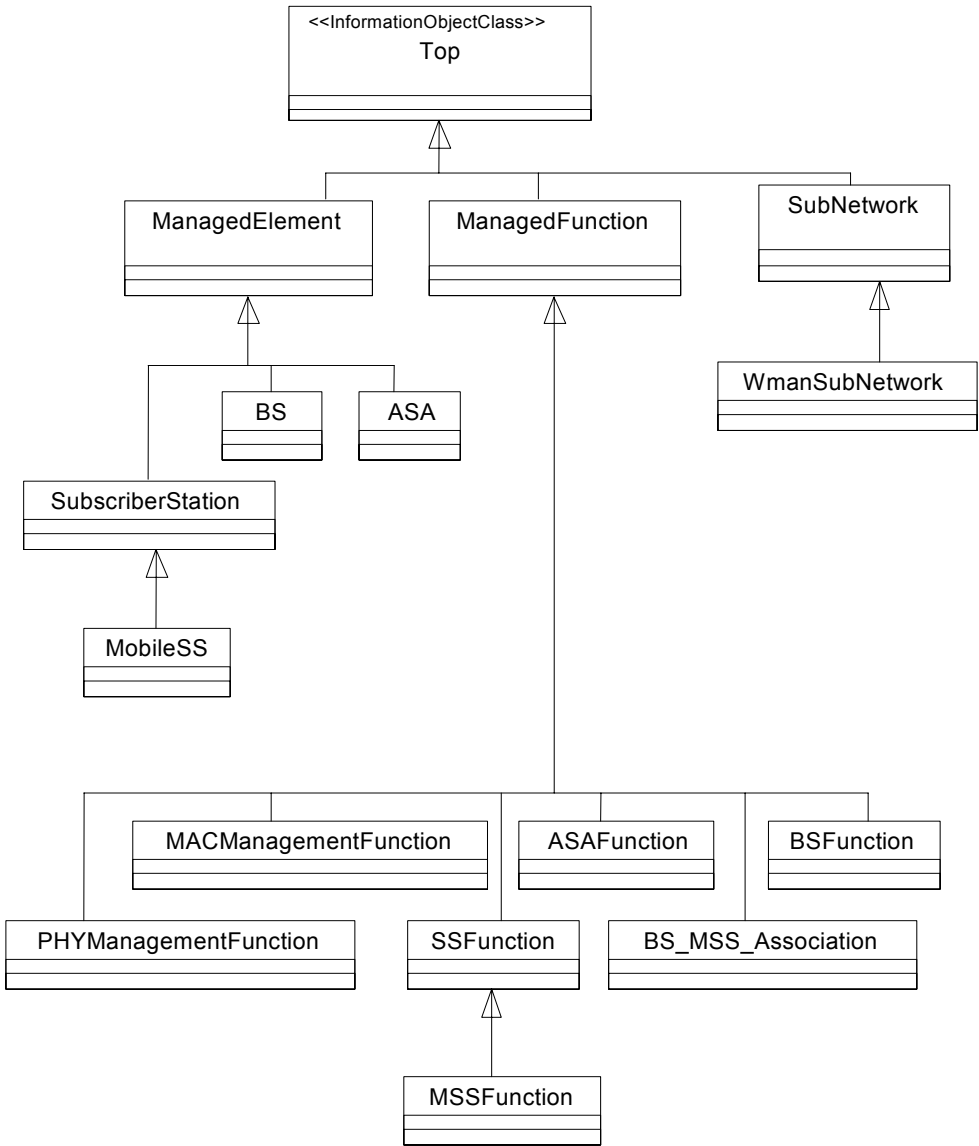 <<InformationObjectClass>>
Top
ManagedElement
ManagedFunction
SubNetwork
WmanSubNetwork
BS
ASA
SubscriberStation
MobileSS
MACManagementFunction
ASAFunction
BSFunction
PHYManagementFunction
SSFunction
BS_MSS_Association
MSSFunction